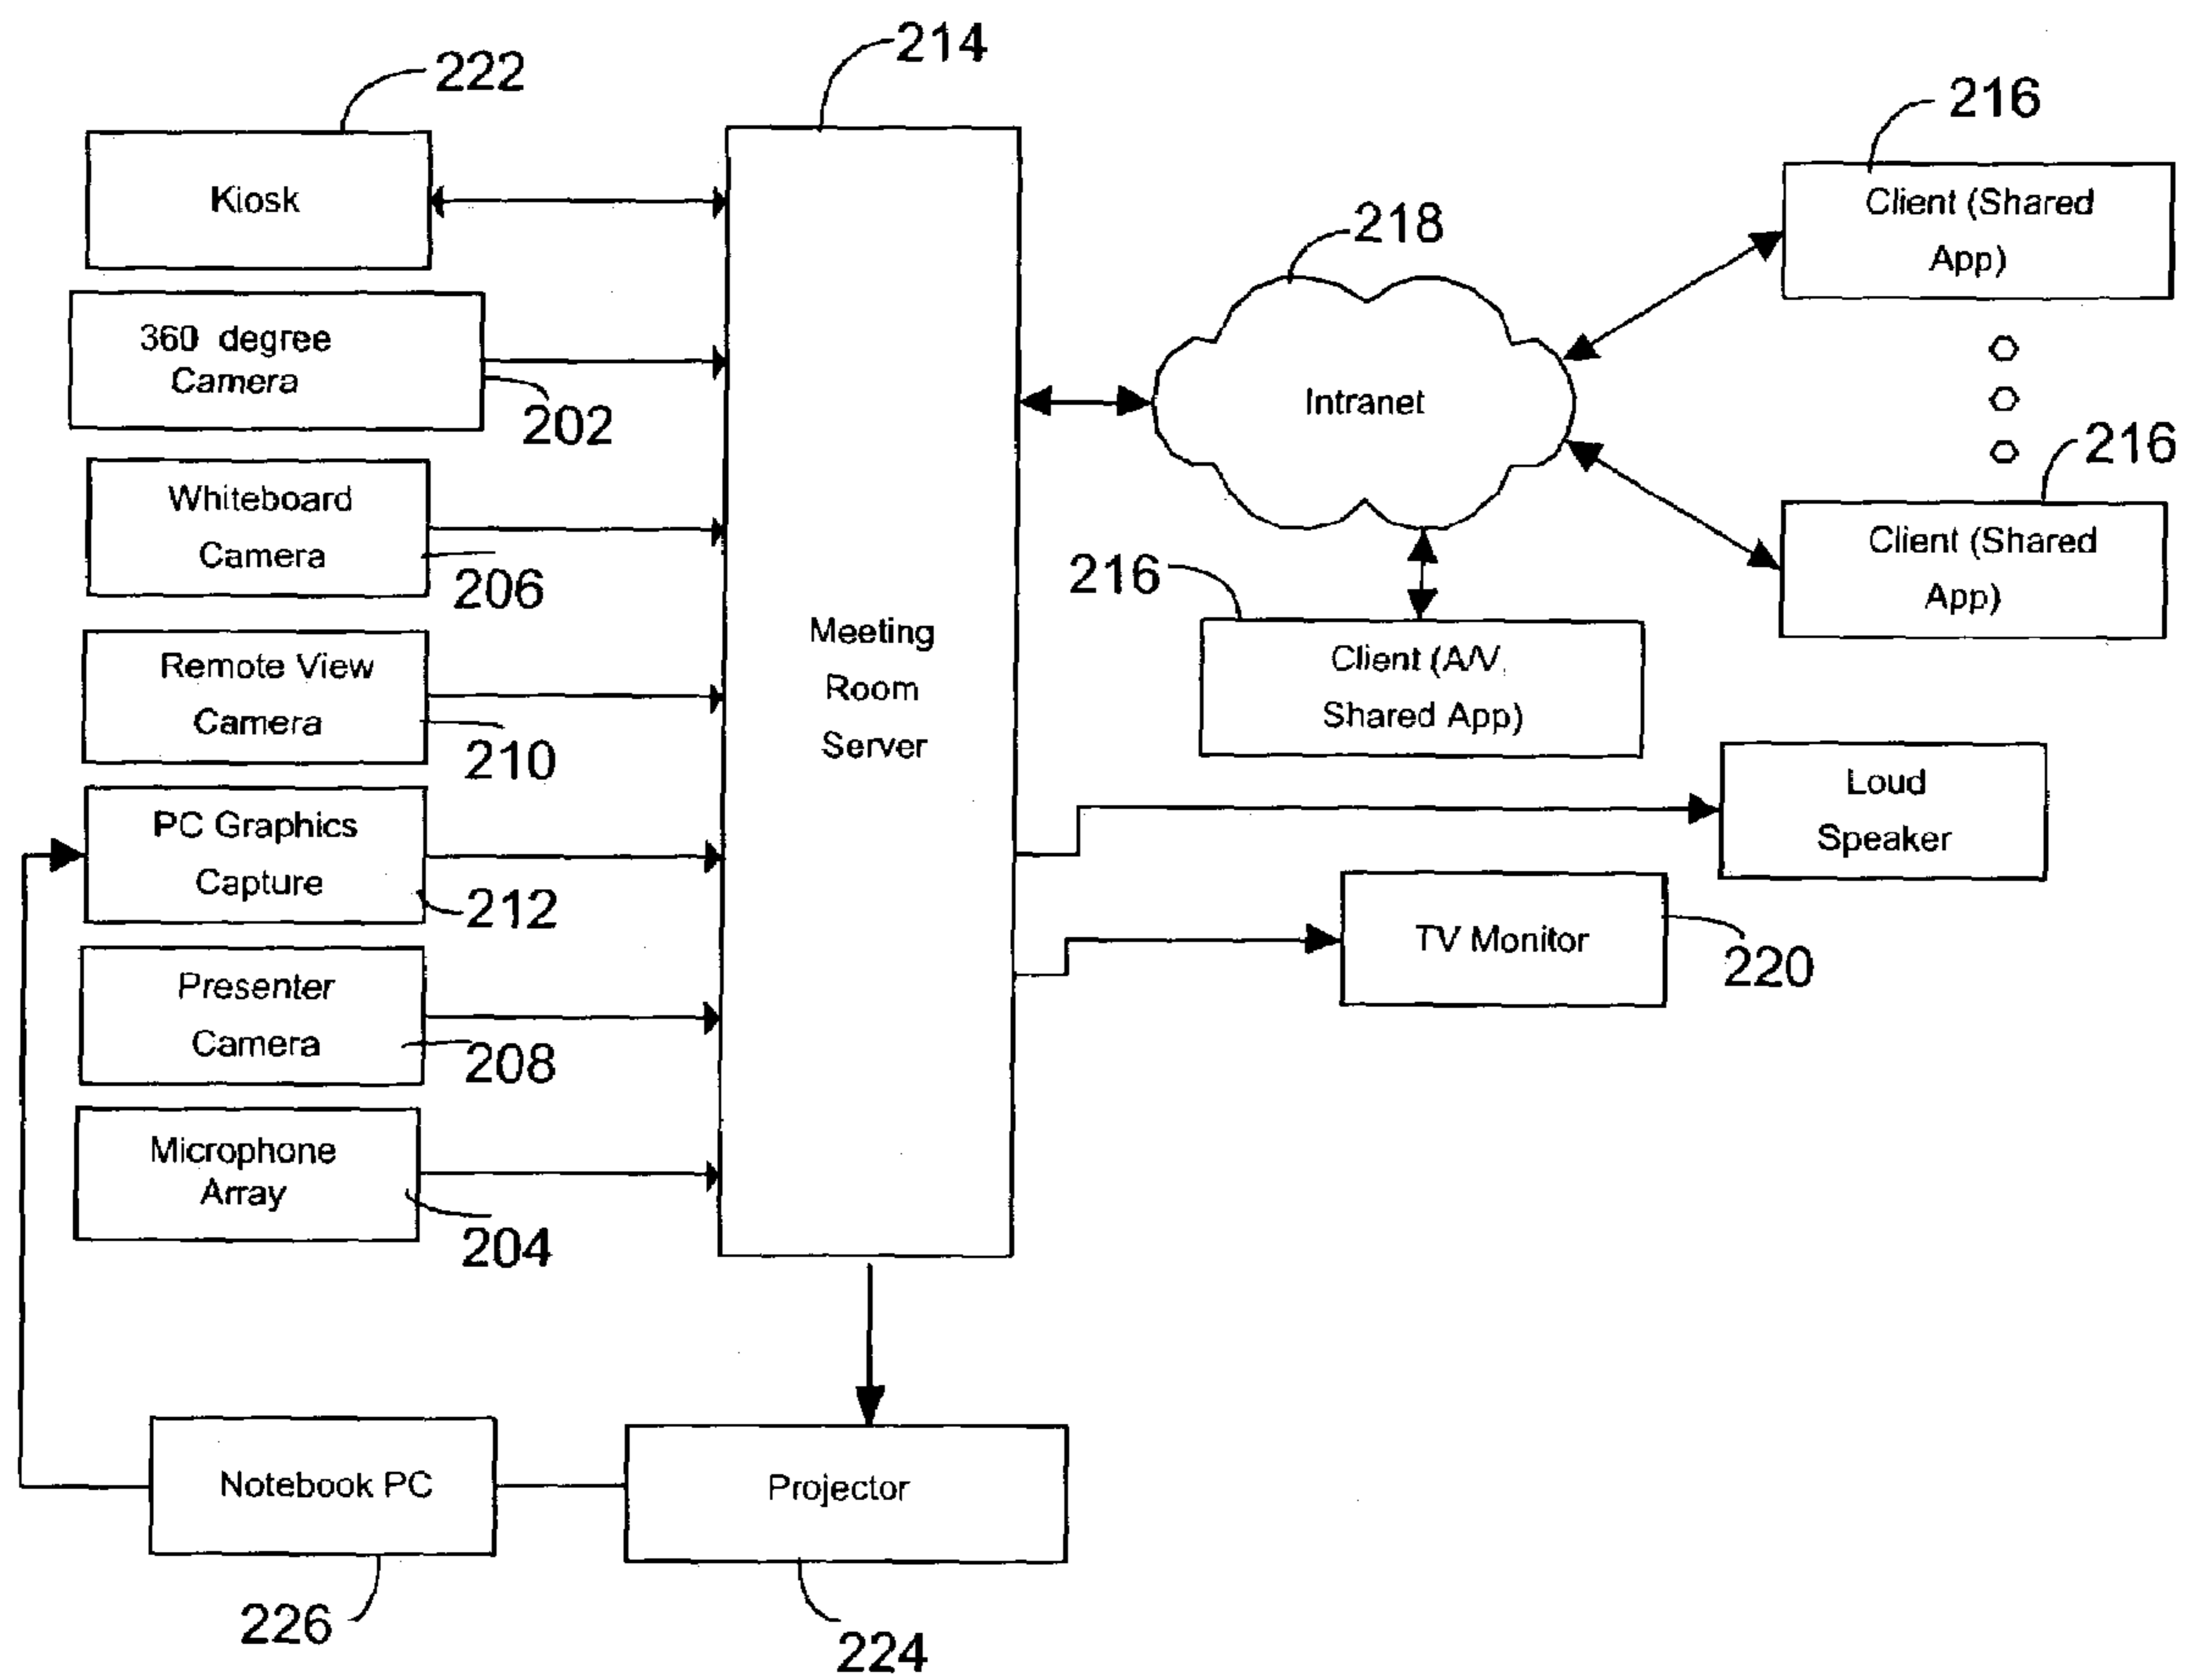 214
222
216
Kiosk
Client (Shared
App)
218
360 degree
Camera
202
Intranet
216
Whiteboard
Camera
206
Client (Shared
App)
216
Meeting
Room
Server
Client (A/V,
Shared App)
Remote View
Camera
210
Loud
Speaker
PC Graphics
Capture
212
TV Monitor
220
Presenter
Camera
208
Microphone
Array
204
Notebook PC
Projector
226
224